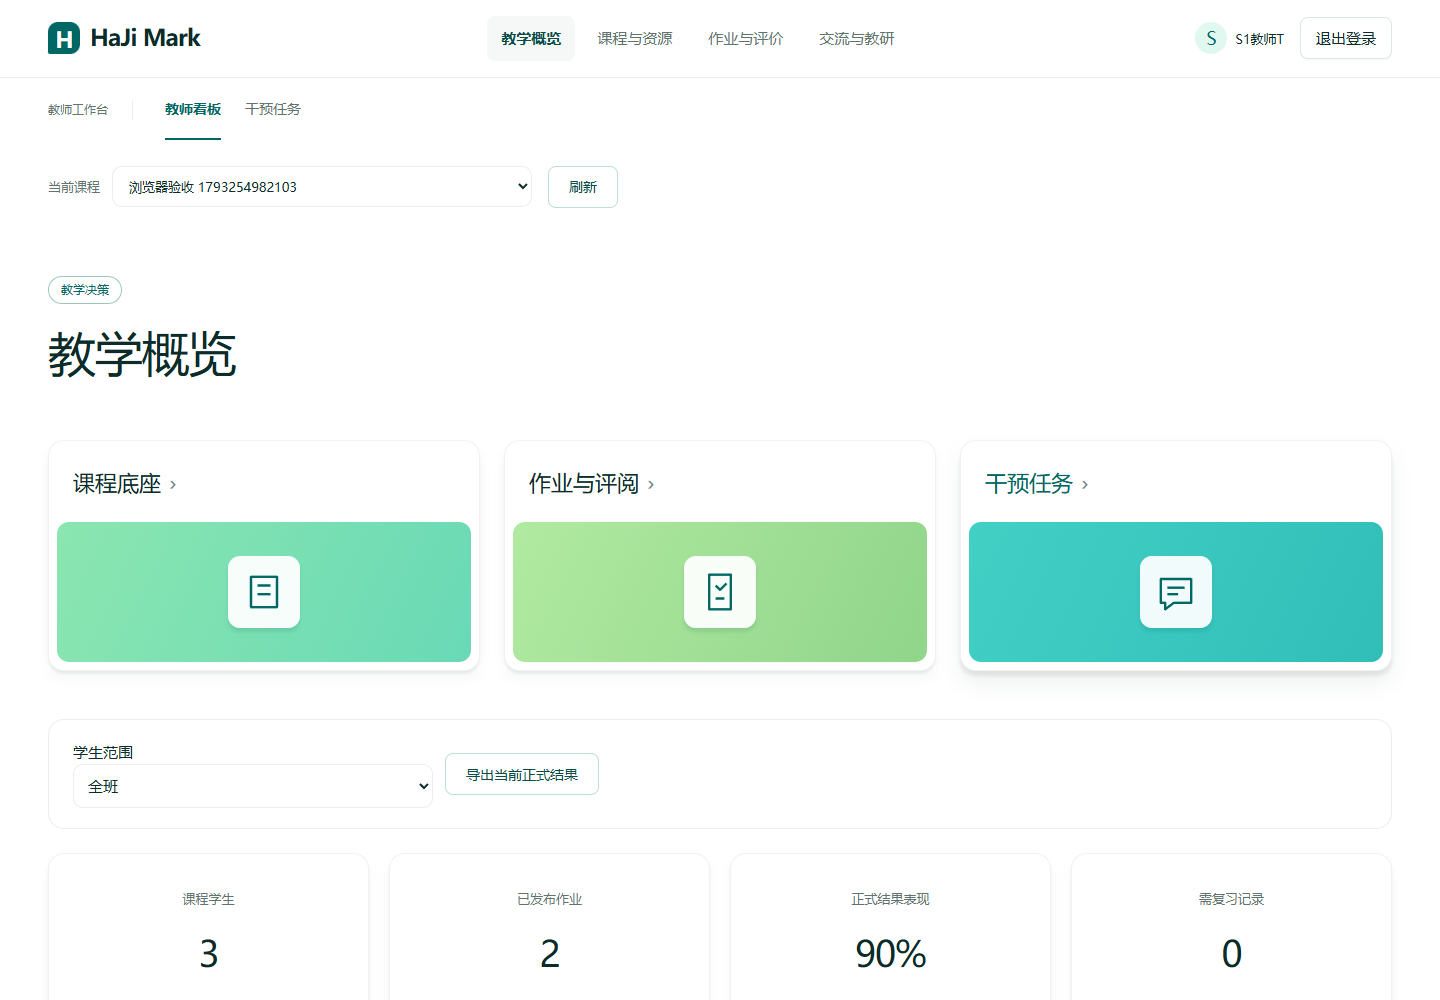 H HaJi Mark 教学概览 课程与资源 作业与评价 交流与教研 S S1教师T 退出登录
教师工作台 教师看板 干预任务
当前课程 浏览器验收 1793254982103 刷新
教学决策
教学概览
课程底座 › 作业与评阅 › 干预任务 ›
学生范围
全班 导出当前正式结果
课程学生 已发布作业 正式结果表现 需复习记录
3 2 90% 0